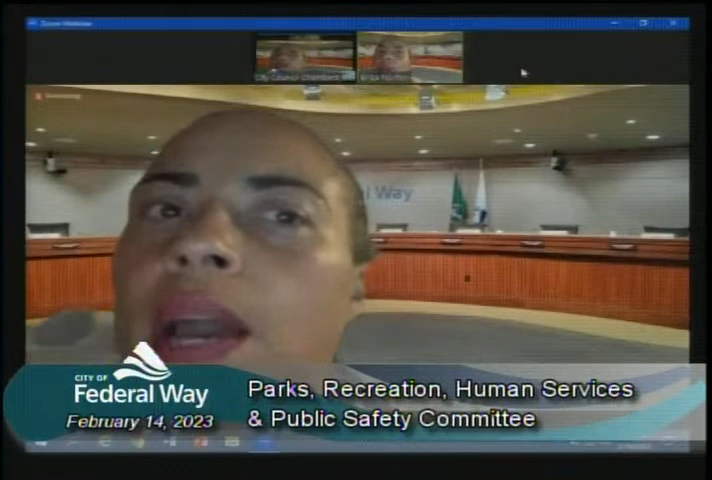 Zoom Webinar
City Council Chambers
l Way
CITY OF
Federal Way
February 14, 2023
Parks, Recreation, Human Services
& Public Safety Committee